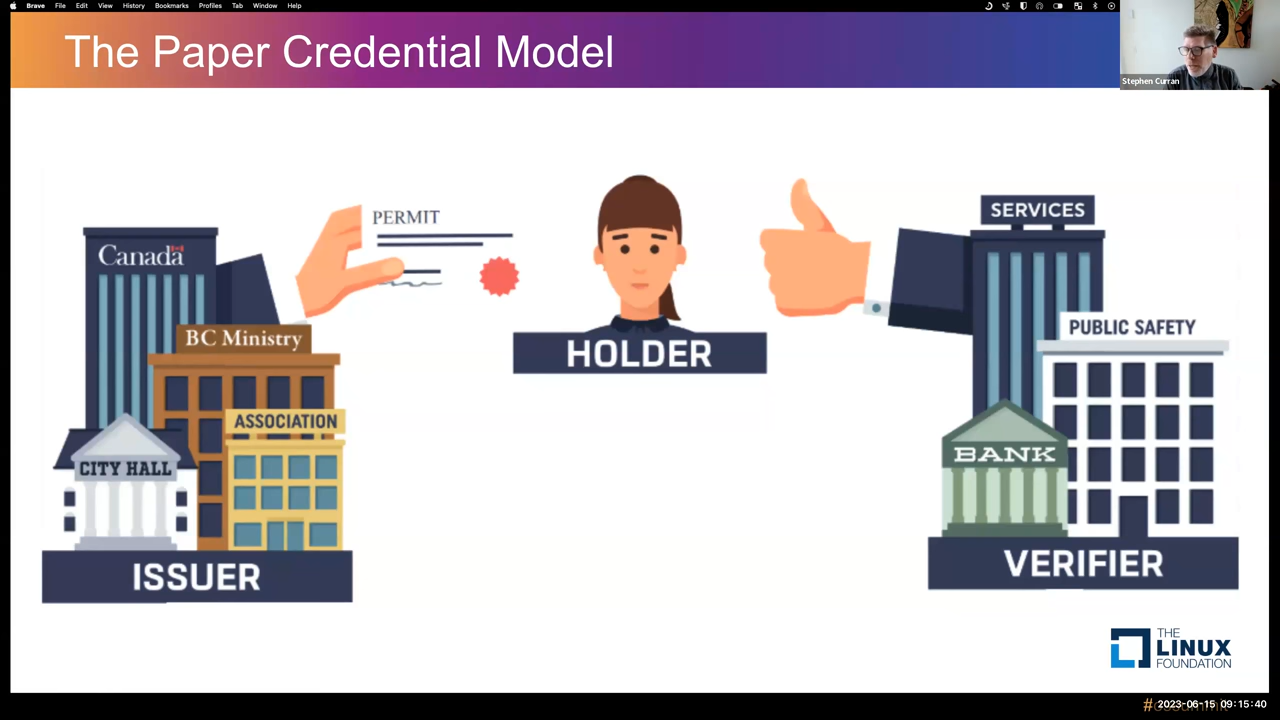 Brave File Edit View History Bookmarks Profiles Tab Window Help
The Paper Credential Model
Stephen Curran
PERMIT
SERVICES
Canada
BC Ministry
PUBLIC SAFETY
HOLDER
ASSOCIATION
CITY HALL
BANK
ISSUER
VERIFIER
THE
LINUX
FOUNDATION
2023-06-15 09:15:40